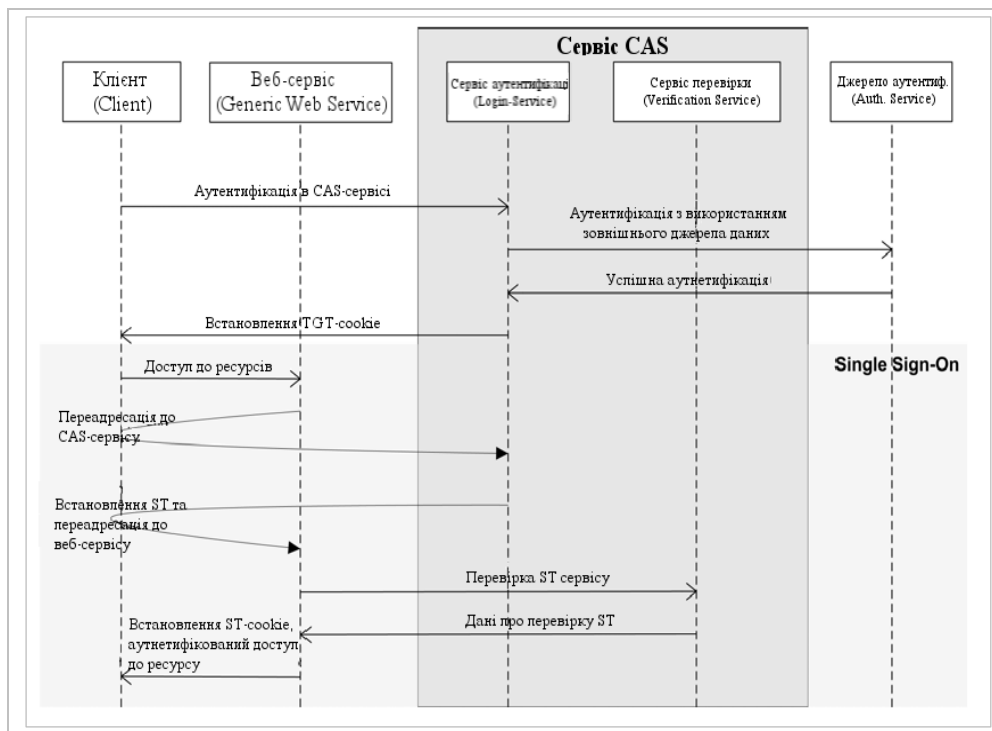 Сервіс CAS
Клієнт
(Client)
Веб-сервіс
(Generic Web Service)
Сервіс аутентифікаці
(Login-Service)
Сервіс перевірки
(Verification Service)
Джерело аутентиф.
(Auth. Service)
Аутентифікація в CAS-сервісі
Аутентифікація з використанням
зовнішнього джерела даних
Успішна аутнетифікація
Встановлення TGT-cookie
Доступ до ресурсів
Single Sign-On
Переадресація до
CAS-сервісу
Встановлення ST та
переадресація до
веб-сервісу
Перевірка ST сервісу
Дані про перевірку ST
Встановлення ST-cookie,
аутнетифікований доступ
до ресурсу